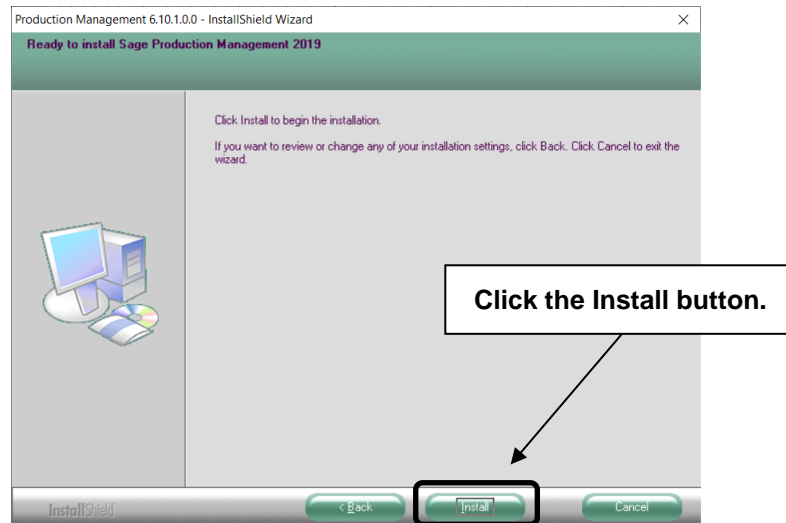 Production Management 6.10.1.0.0 - InstallShield Wizard
Ready to install Sage Production Management 2019
Click Install to begin the installation.
If you want to review or change any of your installation settings, click Back. Click Cancel to exit the
wizard.
Click the Install button.
InstallShield
< Back
Install
Cancel